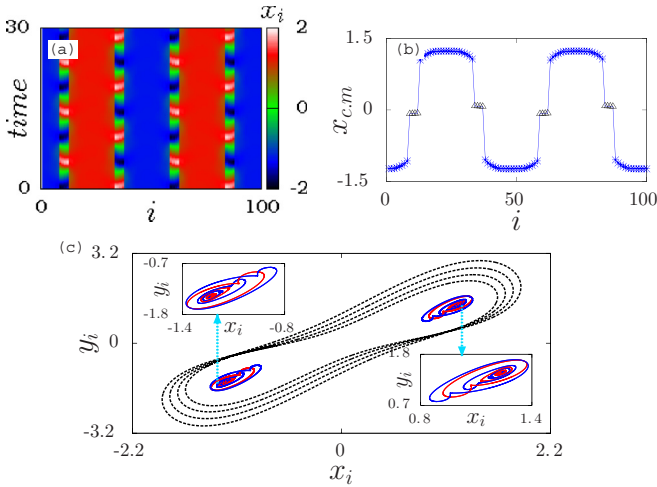 x_i
30 (a) 2
time 0
0 -2
0 i 100
1.5 (b)
x_{c.m} 0
-1.5
0 50 100
i
(c)
3.2
-0.7
y_i
-1.8
-1.4 x_i -0.8
y_i 0
1.8
y_i
0.7
0.8 x_i 1.4
-3.2
-2.2 0 2.2
x_i